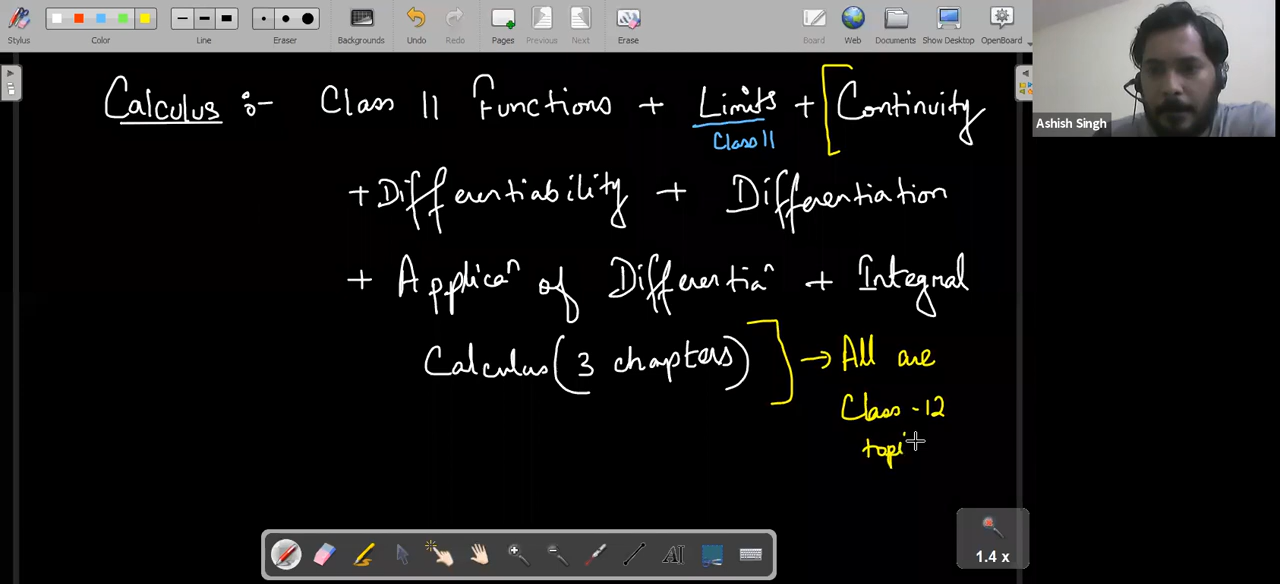 Stylus
Color
Line
Eraser
Backgrounds
Undo
Redo
Pages
Previous
Next
Erase
Board
Web
Documents
Show Desktop
OpenBoard
Ashish Singh
Calculus :- Class 11 Functions + Limits + [Continuity
Class 11
+ Differentiability + Differentiation
+ Applicaⁿ of Differentiaⁿ + Integral
Calculus (3 chapters)] → All are
Class - 12
topi
AI
1.4 x